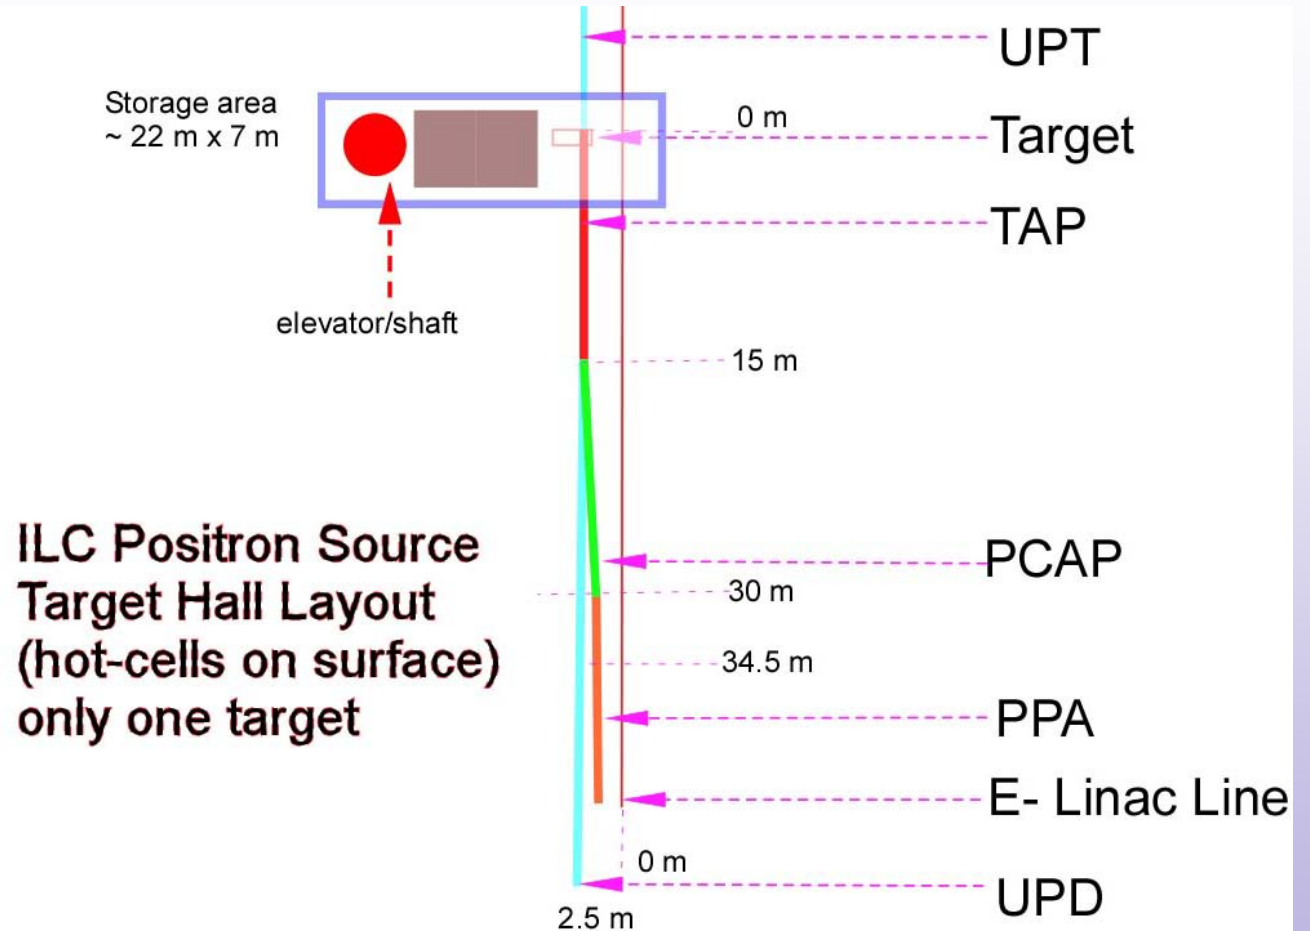 UPT
Storage area
~ 22 m x 7 m
0 m
Target
TAP
elevator/shaft
15 m
ILC Positron Source
Target Hall Layout
(hot-cells on surface)
only one target
PCAP
30 m
34.5 m
PPA
E- Linac Line
0 m
UPD
2.5 m